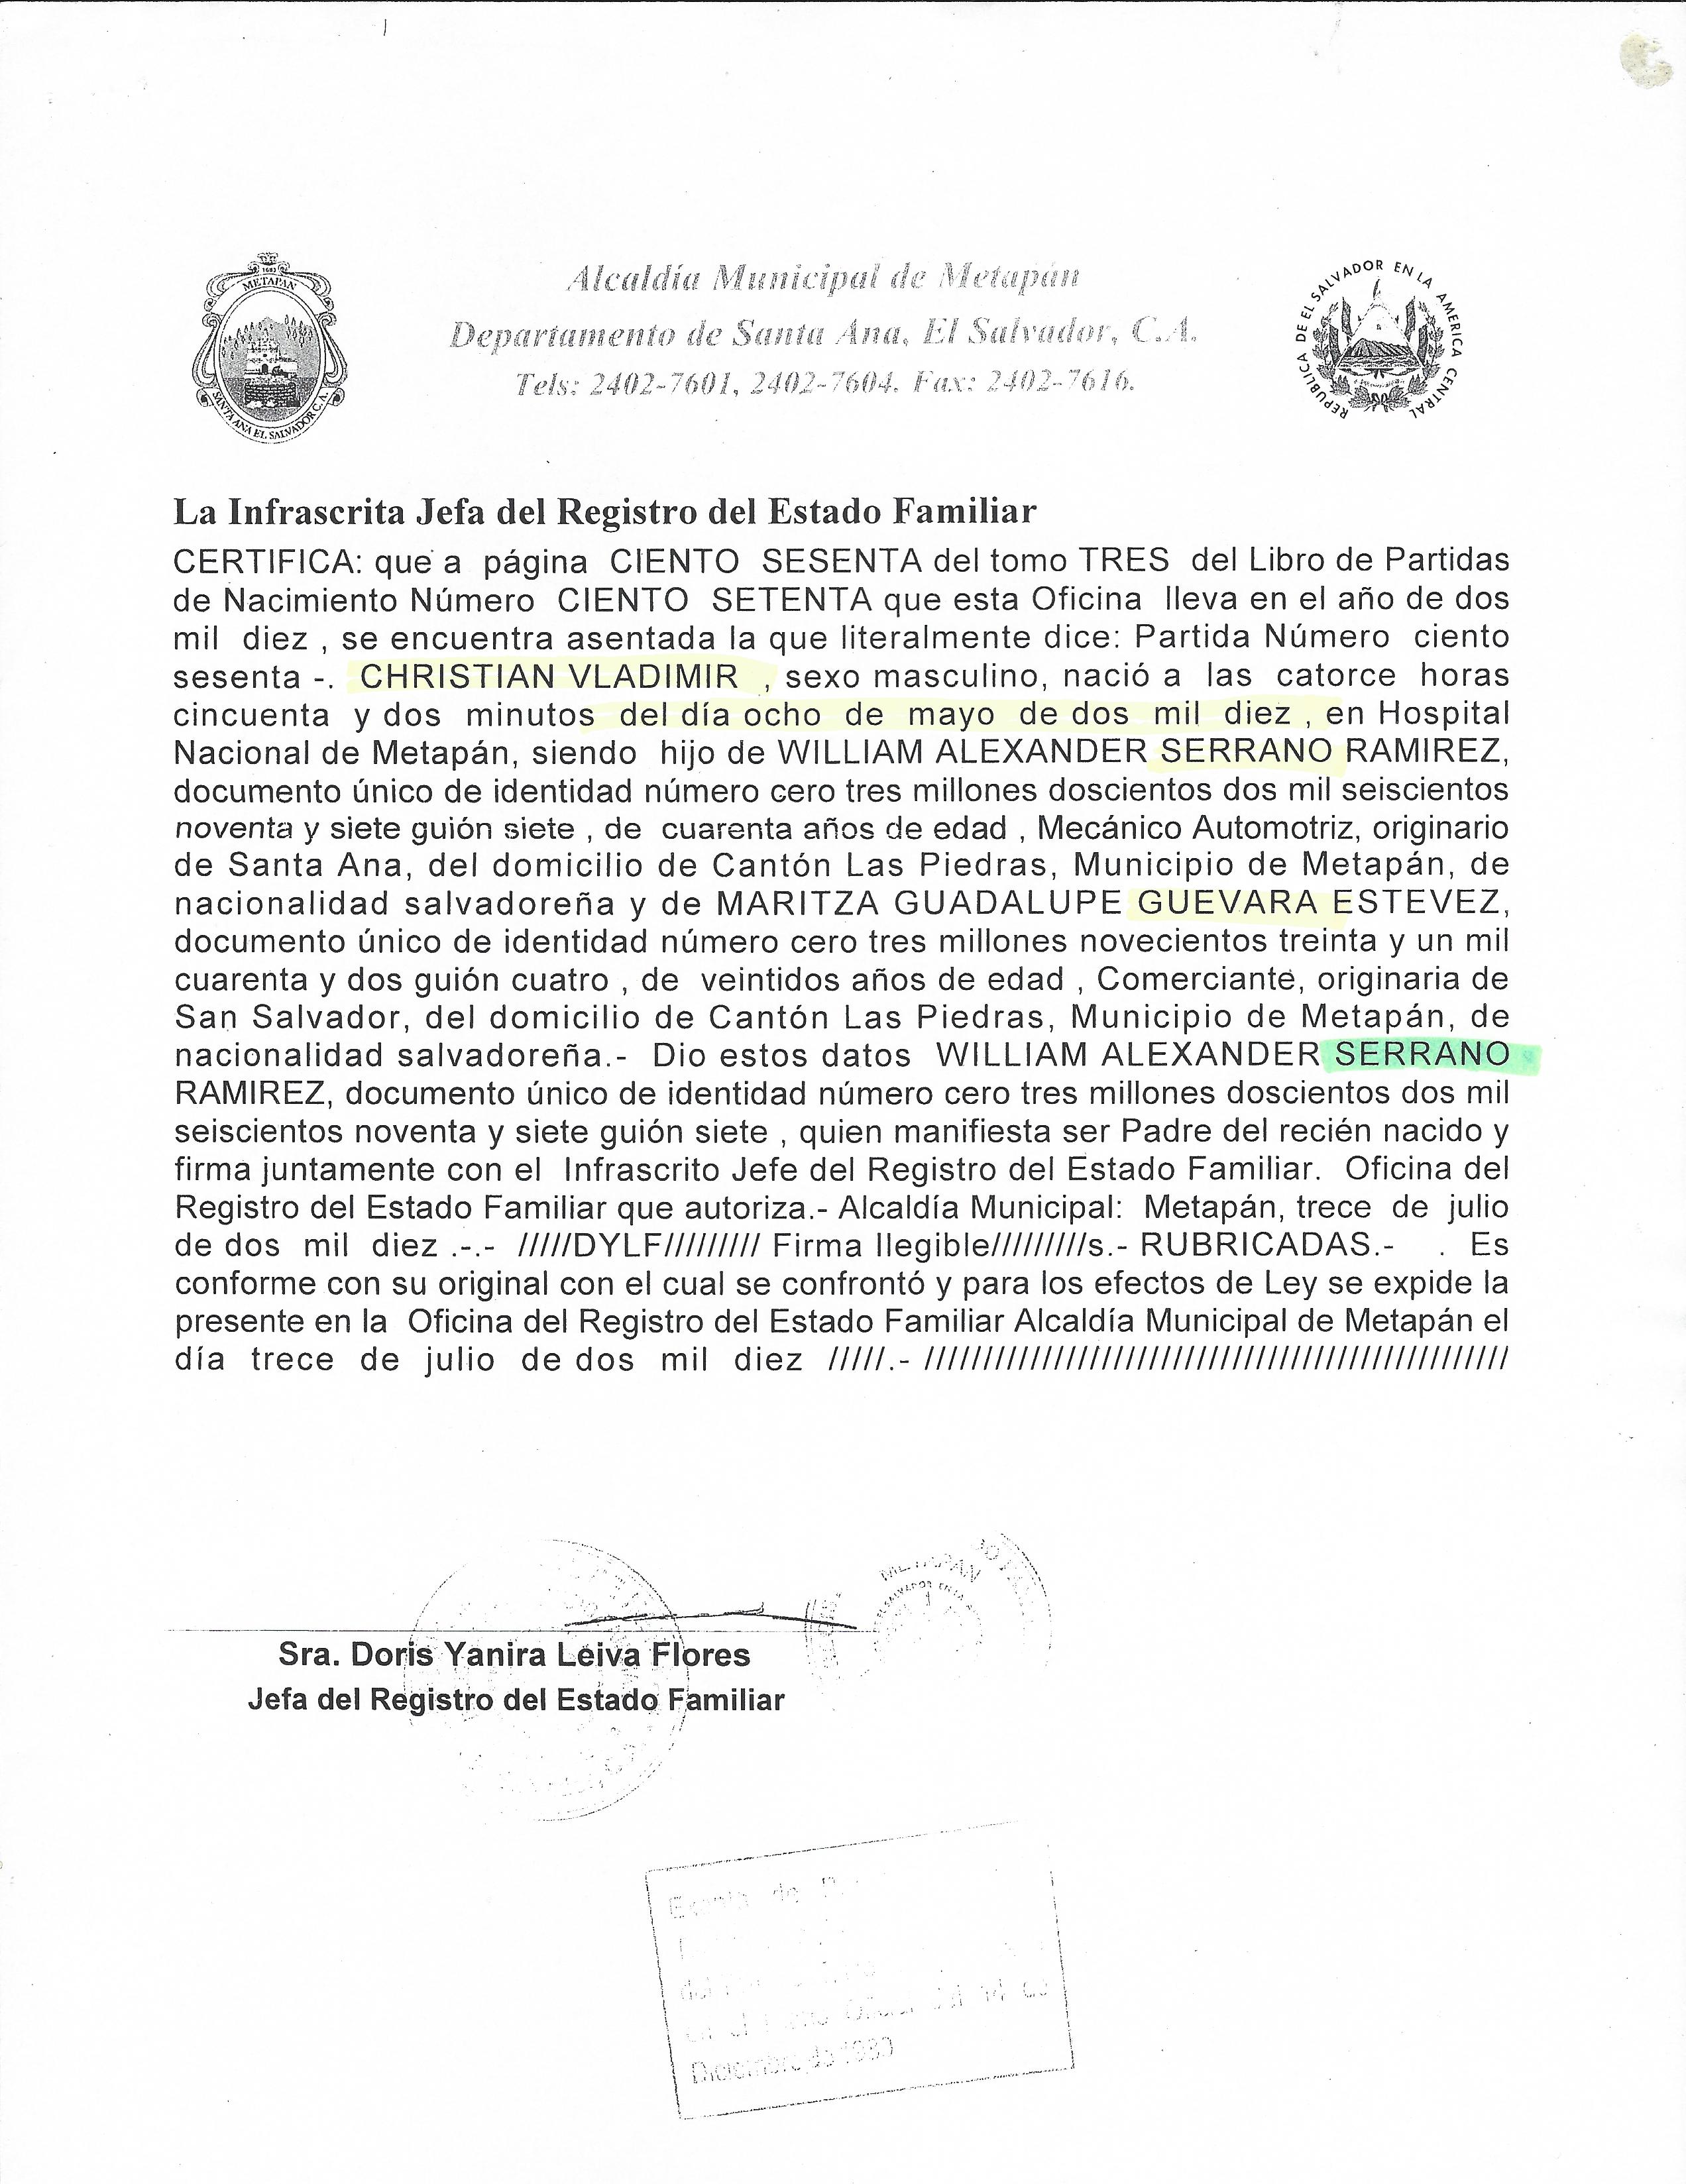 1683
METAPAN
SANTA ANA EL SALVADOR C.A.
Alcaldía Municipal de Metapán
Departamento de Santa Ana, El Salvador, C.A.
Tels: 2402-7601, 2402-7604. Fax: 2402-7616.
REPUBLICA DE EL SALVADOR EN LA AMERICA CENTRAL
La Infrascrita Jefa del Registro del Estado Familiar
CERTIFICA: que a página CIENTO SESENTA del tomo TRES del Libro de Partidas
de Nacimiento Número CIENTO SETENTA que esta Oficina lleva en el año de dos
mil diez , se encuentra asentada la que literalmente dice: Partida Número ciento
sesenta -. CHRISTIAN VLADIMIR , sexo masculino, nació a las catorce horas
cincuenta y dos minutos del día ocho de mayo de dos mil diez , en Hospital
Nacional de Metapán, siendo hijo de WILLIAM ALEXANDER SERRANO RAMIREZ,
documento único de identidad número cero tres millones doscientos dos mil seiscientos
noventa y siete guión siete , de cuarenta años de edad , Mecánico Automotriz, originario
de Santa Ana, del domicilio de Cantón Las Piedras, Municipio de Metapán, de
nacionalidad salvadoreña y de MARITZA GUADALUPE GUEVARA ESTEVEZ,
documento único de identidad número cero tres millones novecientos treinta y un mil
cuarenta y dos guión cuatro , de veintidos años de edad , Comerciante, originaria de
San Salvador, del domicilio de Cantón Las Piedras, Municipio de Metapán, de
nacionalidad salvadoreña.- Dio estos datos WILLIAM ALEXANDER SERRANO
RAMIREZ, documento único de identidad número cero tres millones doscientos dos mil
seiscientos noventa y siete guión siete , quien manifiesta ser Padre del recién nacido y
firma juntamente con el Infrascrito Jefe del Registro del Estado Familiar. Oficina del
Registro del Estado Familiar que autoriza.- Alcaldía Municipal: Metapán, trece de julio
de dos mil diez .-.- /////DYLF///////// Firma Ilegible/////////s.- RUBRICADAS.- . Es
conforme con su original con el cual se confrontó y para los efectos de Ley se expide la
presente en la Oficina del Registro del Estado Familiar Alcaldía Municipal de Metapán el
día trece de julio de dos mil diez /////.- //////////////////////////////////////////////////
METAPAN
Sra. Doris Yanira Leiva Flores
Jefa del Registro del Estado Familiar
de
del 14 de
Diciembre de 1980